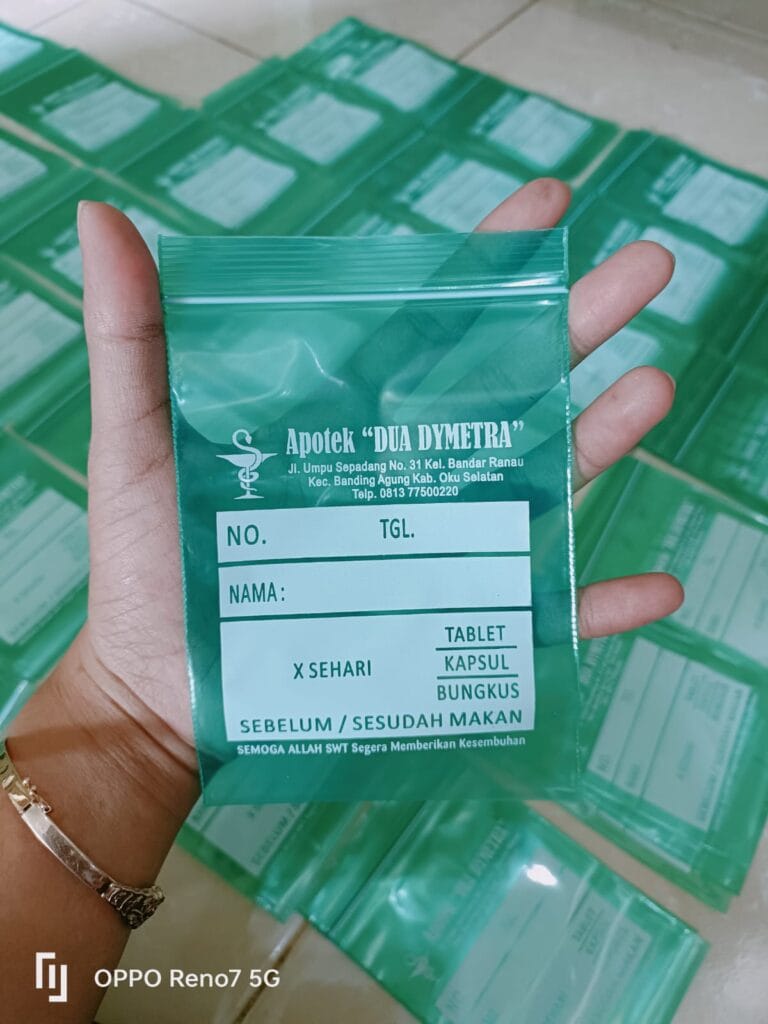 Apotek "DUA DYMETRA"
Jl. Umpu Sepadang No. 31 Kel. Bandar Ranau
Kec. Banding Agung Kab. Oku Selatan
Telp. 0813 77500220
NO. TGL.
NAMA :
X SEHARI
TABLET
KAPSUL
BUNGKUS
SEBELUM / SESUDAH MAKAN
SEMOGA ALLAH SWT Segera Memberikan Kesembuhan
OPPO Reno7 5G